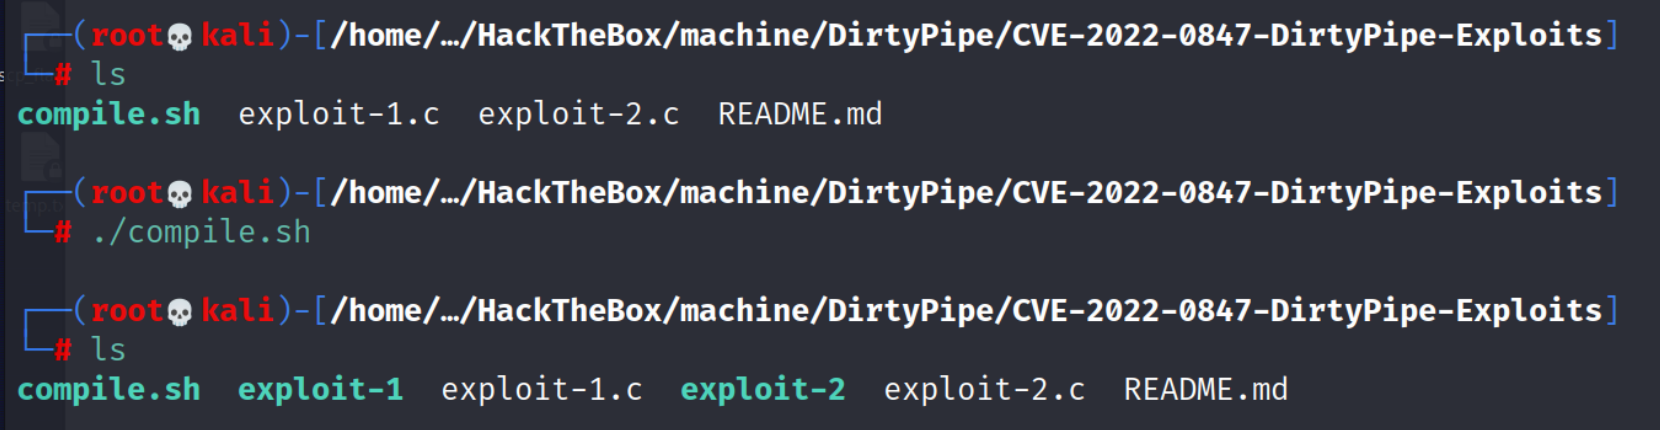 (root💀kali)-[/home/…/HackTheBox/machine/DirtyPipe/CVE-2022-0847-DirtyPipe-Exploits]
# ls
compile.sh exploit-1.c exploit-2.c README.md
(root💀kali)-[/home/…/HackTheBox/machine/DirtyPipe/CVE-2022-0847-DirtyPipe-Exploits]
# ./compile.sh
(root💀kali)-[/home/…/HackTheBox/machine/DirtyPipe/CVE-2022-0847-DirtyPipe-Exploits]
# ls
compile.sh exploit-1 exploit-1.c exploit-2 exploit-2.c README.md